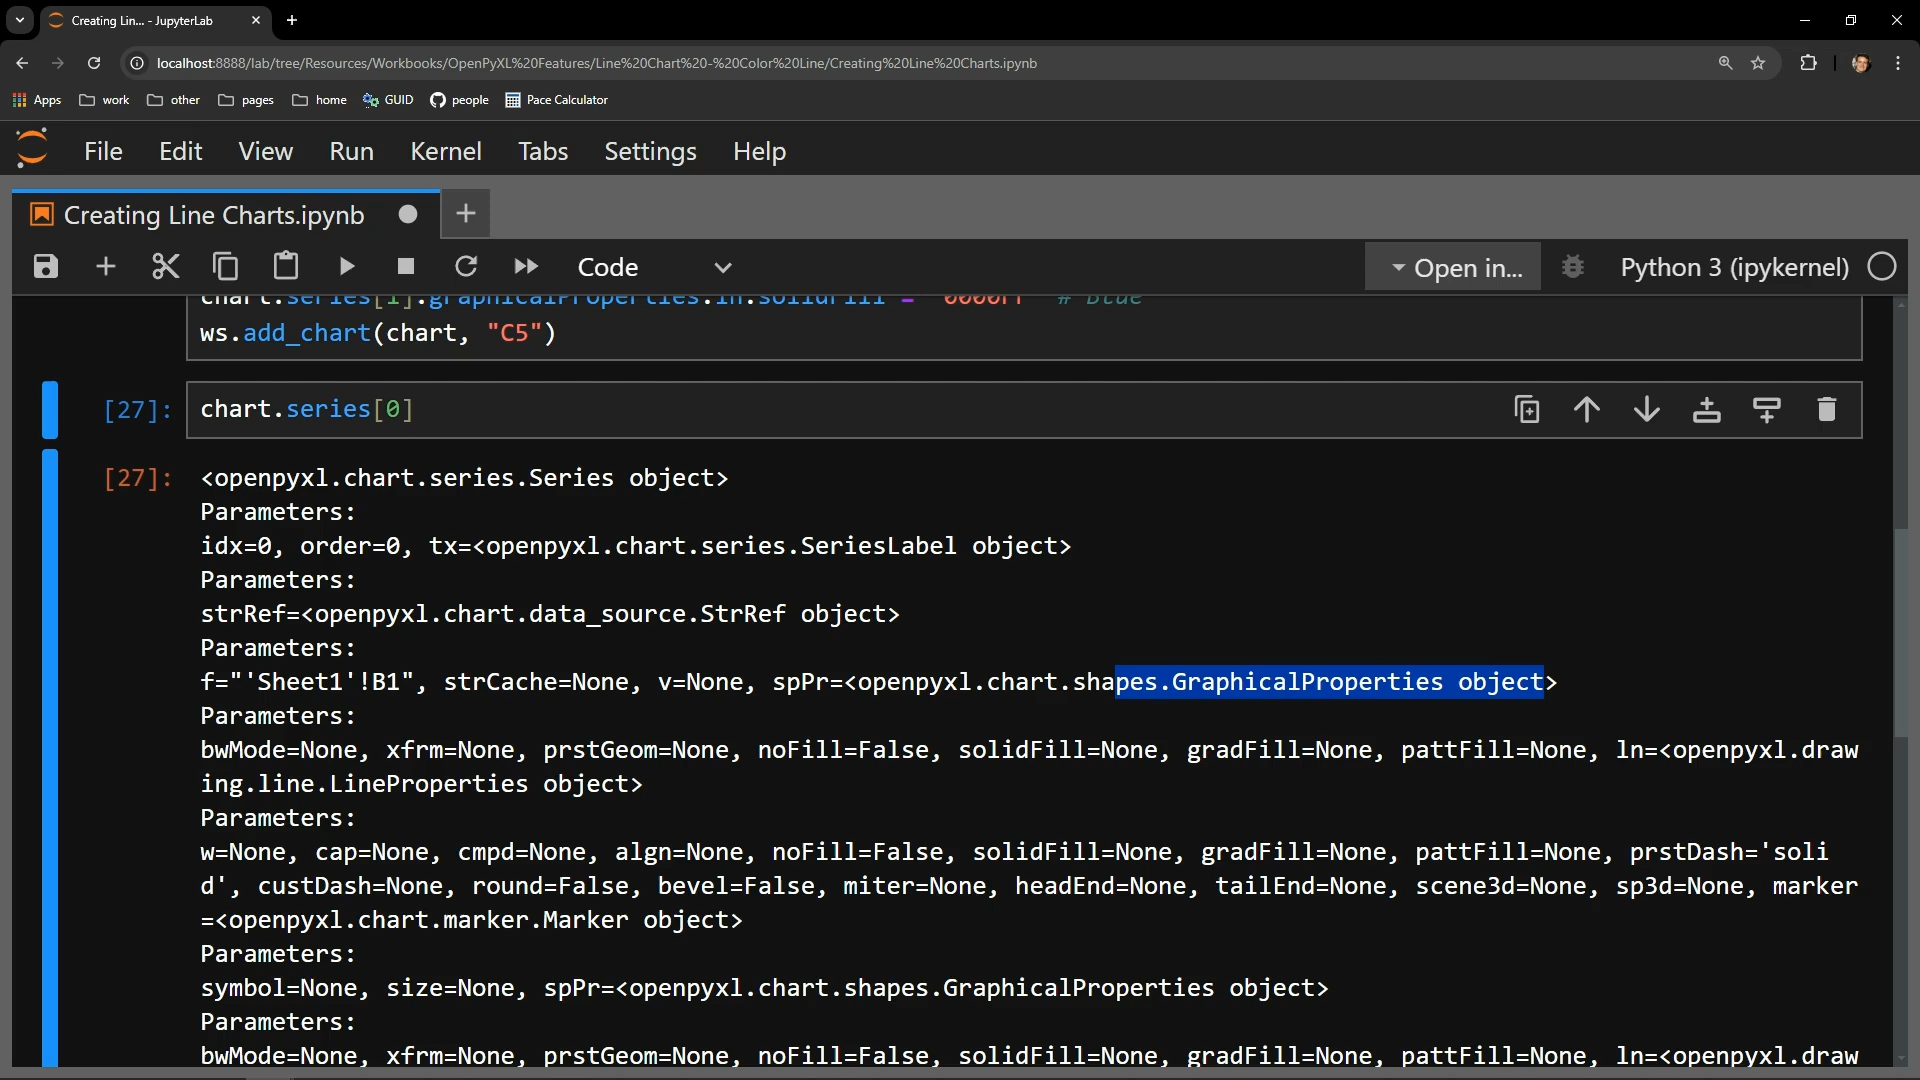 Creating Lin... - JupyterLab
localhost:8888/lab/tree/Resources/Workbooks/OpenPyXL%20Features/Line%20Chart%20-%20Color%20Line/Creating%20Line%20Charts.ipynb
Apps work other pages home GUID people Pace Calculator
File Edit View Run Kernel Tabs Settings Help
Creating Line Charts.ipynb
Code Open in... Python 3 (ipykernel)
chart.series[1].graphicalProperties.ln.solidFill = "0000FF" # Blue
ws.add_chart(chart, "C5")
[27]: chart.series[0]
[27]: <openpyxl.chart.series.Series object>
Parameters:
idx=0, order=0, tx=<openpyxl.chart.series.SeriesLabel object>
Parameters:
strRef=<openpyxl.chart.data_source.StrRef object>
Parameters:
f="'Sheet1'!B1", strCache=None, v=None, spPr=<openpyxl.chart.shapes.GraphicalProperties object>
Parameters:
bwMode=None, xfrm=None, prstGeom=None, noFill=False, solidFill=None, gradFill=None, pattFill=None, ln=<openpyxl.draw
ing.line.LineProperties object>
Parameters:
w=None, cap=None, cmpd=None, algn=None, noFill=False, solidFill=None, gradFill=None, pattFill=None, prstDash='soli
d', custDash=None, round=False, bevel=False, miter=None, headEnd=None, tailEnd=None, scene3d=None, sp3d=None, marker
=<openpyxl.chart.marker.Marker object>
Parameters:
symbol=None, size=None, spPr=<openpyxl.chart.shapes.GraphicalProperties object>
Parameters:
bwMode=None, xfrm=None, prstGeom=None, noFill=False, solidFill=None, gradFill=None, pattFill=None, ln=<openpyxl.draw